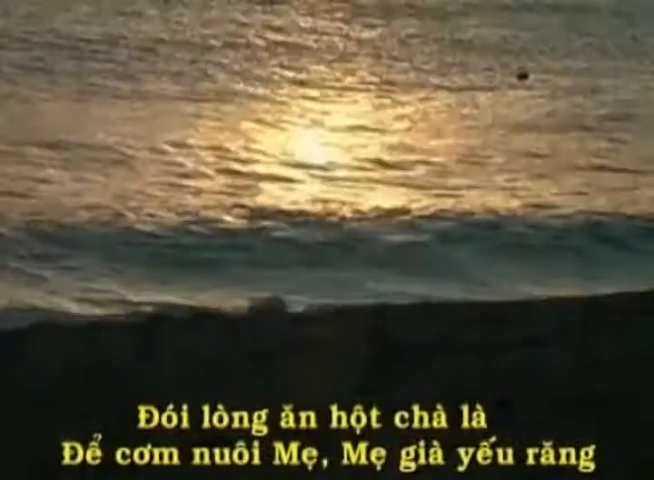 Đói lòng ăn hột chà là
Để cơm nuôi Mẹ, Mẹ già yếu răng